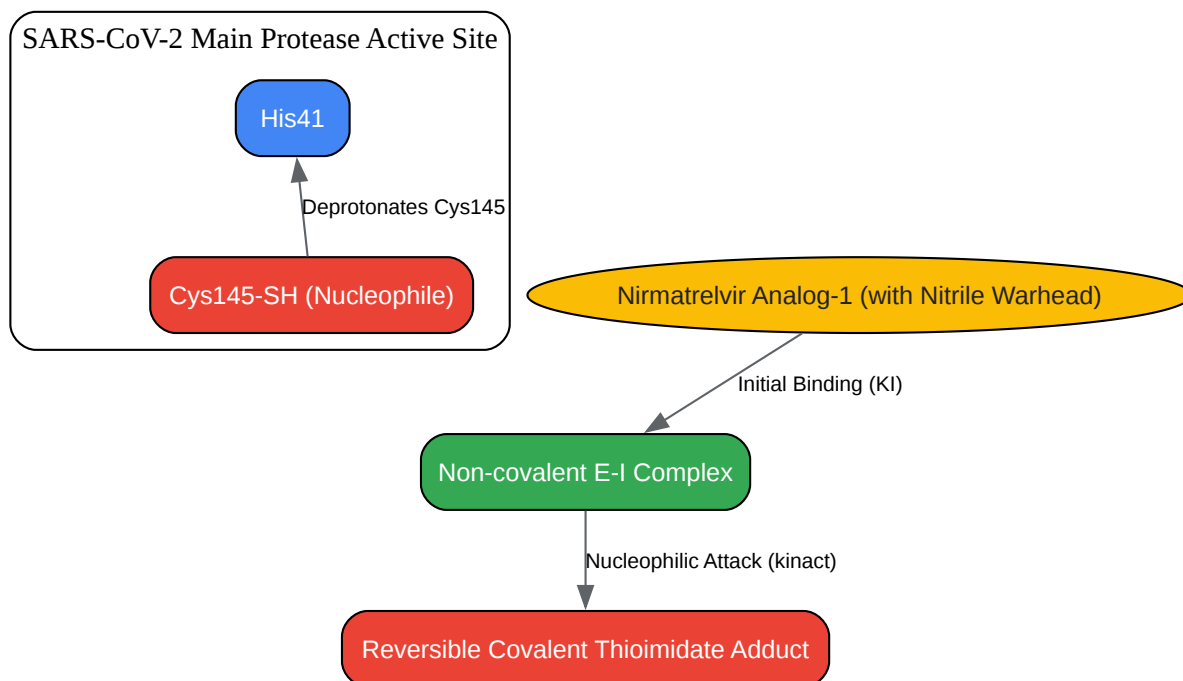 SARS-CoV-2 Main Protease Active Site
His41
Deprotonates Cys145
Cys145-SH (Nucleophile)
Nirmatrelvir Analog-1 (with Nitrile Warhead)
Initial Binding (KI)
Non-covalent E-I Complex
Nucleophilic Attack (kinact)
Reversible Covalent Thioimidate Adduct